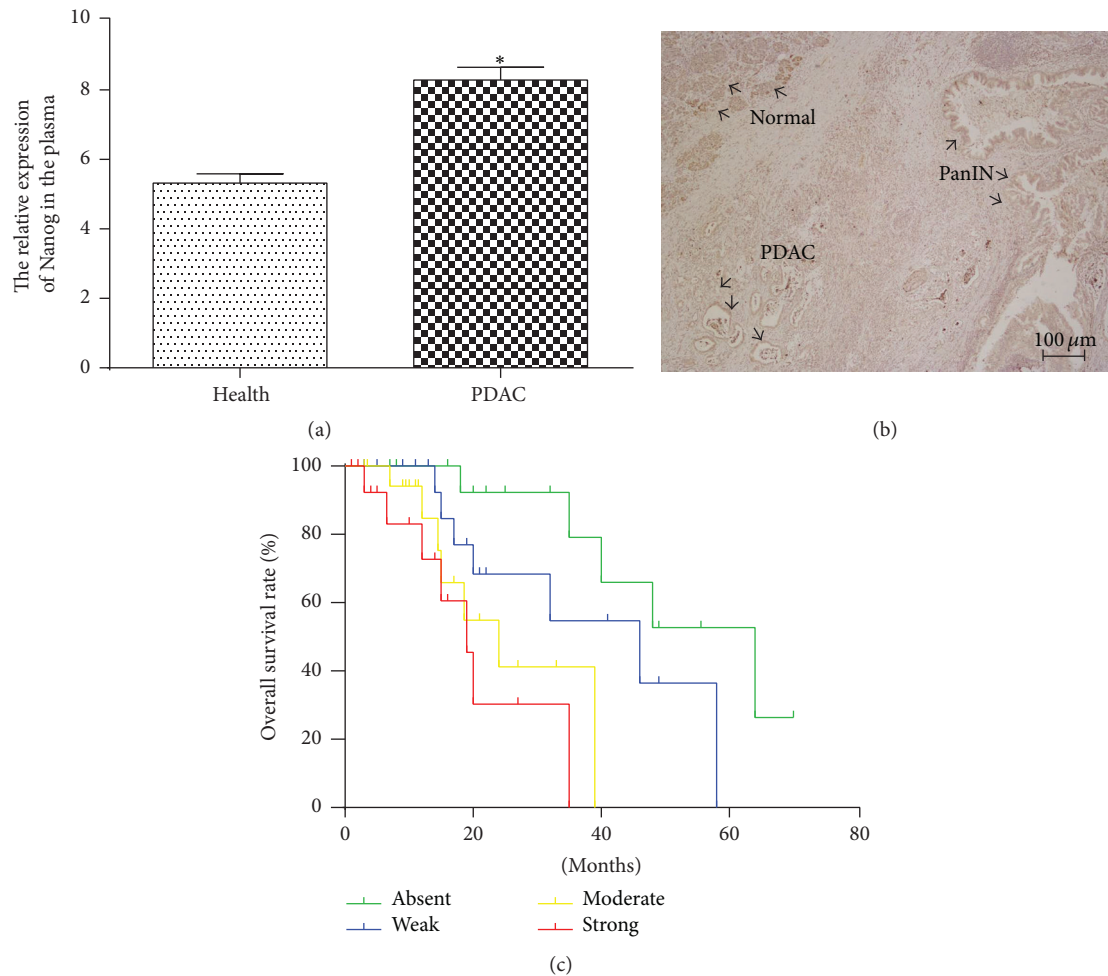 The relative expression
of Nanog in the plasma
10
8
6
4
2
0
*
Health
PDAC
(a)
Normal
PanIN
PDAC
100 μm
(b)
Overall survival rate (%)
100
80
60
40
20
0
0 20 40 60 80
(Months)
Absent
Weak
Moderate
Strong
(c)